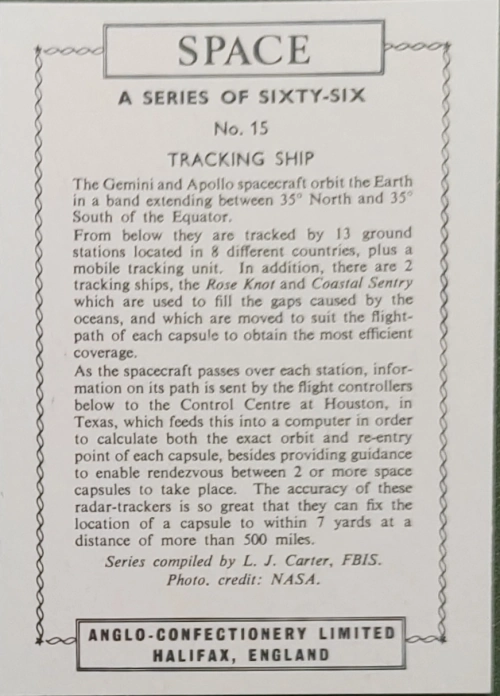 SPACE
A SERIES OF SIXTY-SIX
No. 15
TRACKING SHIP
The Gemini and Apollo spacecraft orbit the Earth
in a band extending between 35° North and 35°
South of the Equator.
From below they are tracked by 13 ground
stations located in 8 different countries, plus a
mobile tracking unit. In addition, there are 2
tracking ships, the Rose Knot and Coastal Sentry
which are used to fill the gaps caused by the
oceans, and which are moved to suit the flight-
path of each capsule to obtain the most efficient
coverage.
As the spacecraft passes over each station, infor-
mation on its path is sent by the flight controllers
below to the Control Centre at Houston, in
Texas, which feeds this into a computer in order
to calculate both the exact orbit and re-entry
point of each capsule, besides providing guidance
to enable rendezvous between 2 or more space
capsules to take place. The accuracy of these
radar-trackers is so great that they can fix the
location of a capsule to within 7 yards at a
distance of more than 500 miles.
Series compiled by L. J. Carter, FBIS.
Photo. credit: NASA.
ANGLO-CONFECTIONERY LIMITED
HALIFAX, ENGLAND